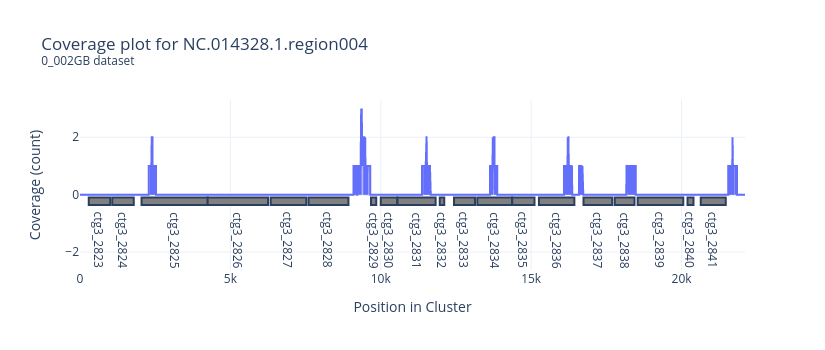 Coverage plot for NC.014328.1.region004
0_002GB dataset
Coverage (count)
2
0
−2
ctg3_2823
ctg3_2824
ctg3_2825
ctg3_2826
ctg3_2827
ctg3_2828
ctg3_2829
ctg3_2830
ctg3_2831
ctg3_2832
ctg3_2833
ctg3_2834
ctg3_2835
ctg3_2836
ctg3_2837
ctg3_2838
ctg3_2839
ctg3_2840
ctg3_2841
0
5k
10k
15k
20k
Position in Cluster